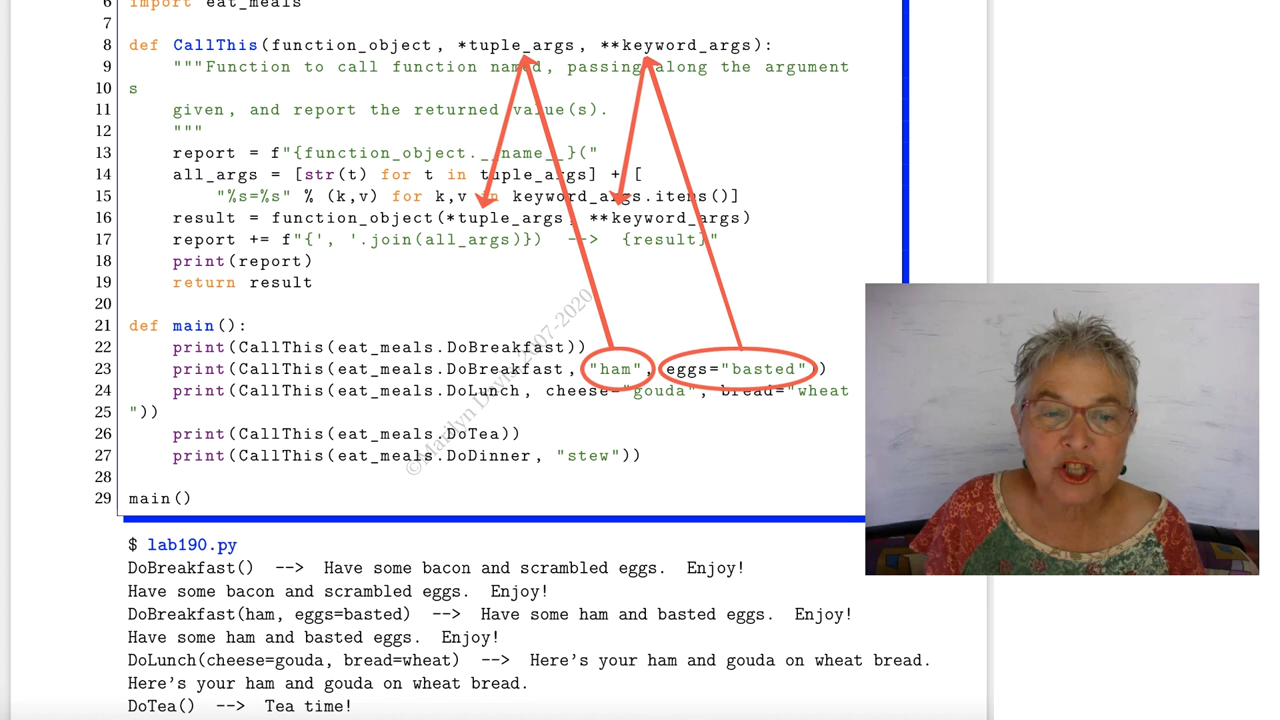 6 import eat_meals
7
8 def CallThis(function_object, *tuple_args, **keyword_args):
9 """Function to call function named, passing along the argument
10 s
11 given, and report the returned value(s).
12 """
13 report = f"{function_object.__name__}("
14 all_args = [str(t) for t in tuple_args] + [
15 "%s=%s" % (k,v) for k,v in keyword_args.items()]
16 result = function_object(*tuple_args, **keyword_args)
17 report += f"{', '.join(all_args)}) --> {result}"
18 print(report)
19 return result
20
21 def main():
22 print(CallThis(eat_meals.DoBreakfast))
23 print(CallThis(eat_meals.DoBreakfast, "ham", eggs="basted"))
24 print(CallThis(eat_meals.DoLunch, cheese="gouda", bread="wheat
25 "))
26 print(CallThis(eat_meals.DoTea))
27 print(CallThis(eat_meals.DoDinner, "stew"))
28
29 main()
©Marilyn Davis 2007-2020
$ lab190.py
DoBreakfast() --> Have some bacon and scrambled eggs. Enjoy!
Have some bacon and scrambled eggs. Enjoy!
DoBreakfast(ham, eggs=basted) --> Have some ham and basted eggs. Enjoy!
Have some ham and basted eggs. Enjoy!
DoLunch(cheese=gouda, bread=wheat) --> Here's your ham and gouda on wheat bread.
Here's your ham and gouda on wheat bread.
DoTea() --> Tea time!